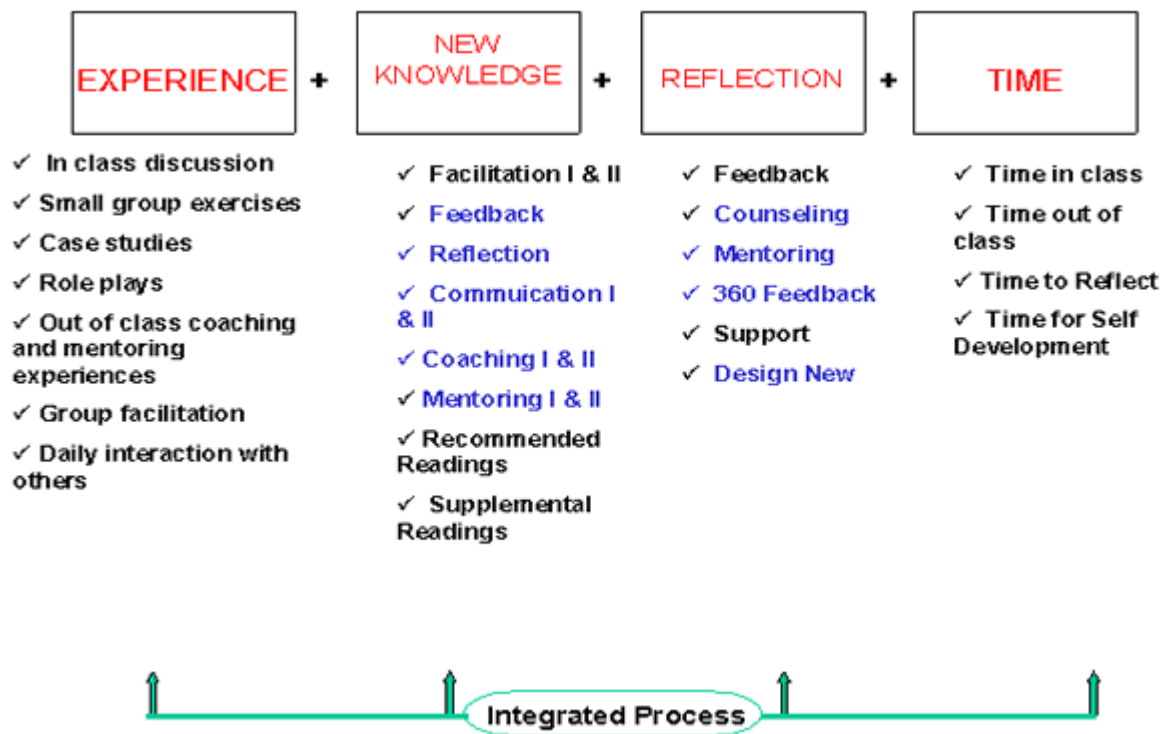 EXPERIENCE
+
NEW
KNOWLEDGE
+
REFLECTION
+
TIME
✓ In class discussion
✓ Small group exercises
✓ Case studies
✓ Role plays
✓ Out of class coaching
and mentoring
experiences
✓ Group facilitation
✓ Daily interaction with
others
✓ Facilitation I & II
✓ Feedback
✓ Reflection
✓ Commuication I
& II
✓ Coaching I & II
✓ Mentoring I & II
✓ Recommended
Readings
✓ Supplemental
Readings
✓ Feedback
✓ Counseling
✓ Mentoring
✓ 360 Feedback
✓ Support
✓ Design New
✓ Time in class
✓ Time out of
class
✓ Time to Reflect
✓ Time for Self
Development
Integrated Process